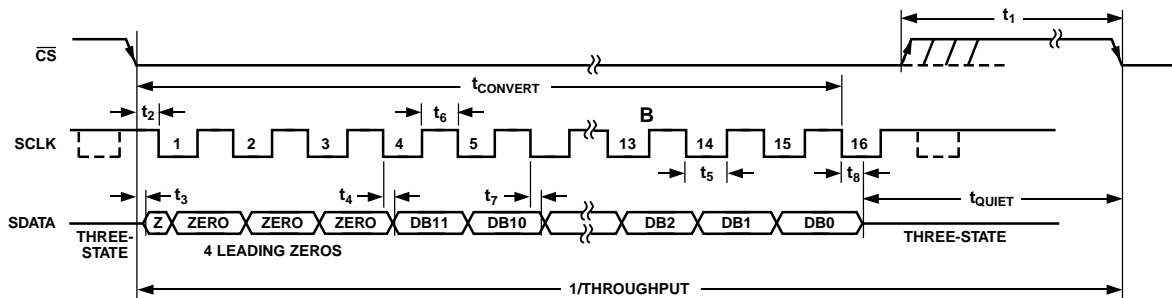 t1
CS
tCONVERT
t2
t6
B
SCLK
1 2 3 4 5 13 14 15 16
t3
t4
t7
t5
t8
tQUIET
SDATA
Z ZERO ZERO ZERO DB11 DB10 DB2 DB1 DB0
THREE-
STATE
THREE-STATE
4 LEADING ZEROS
1/THROUGHPUT